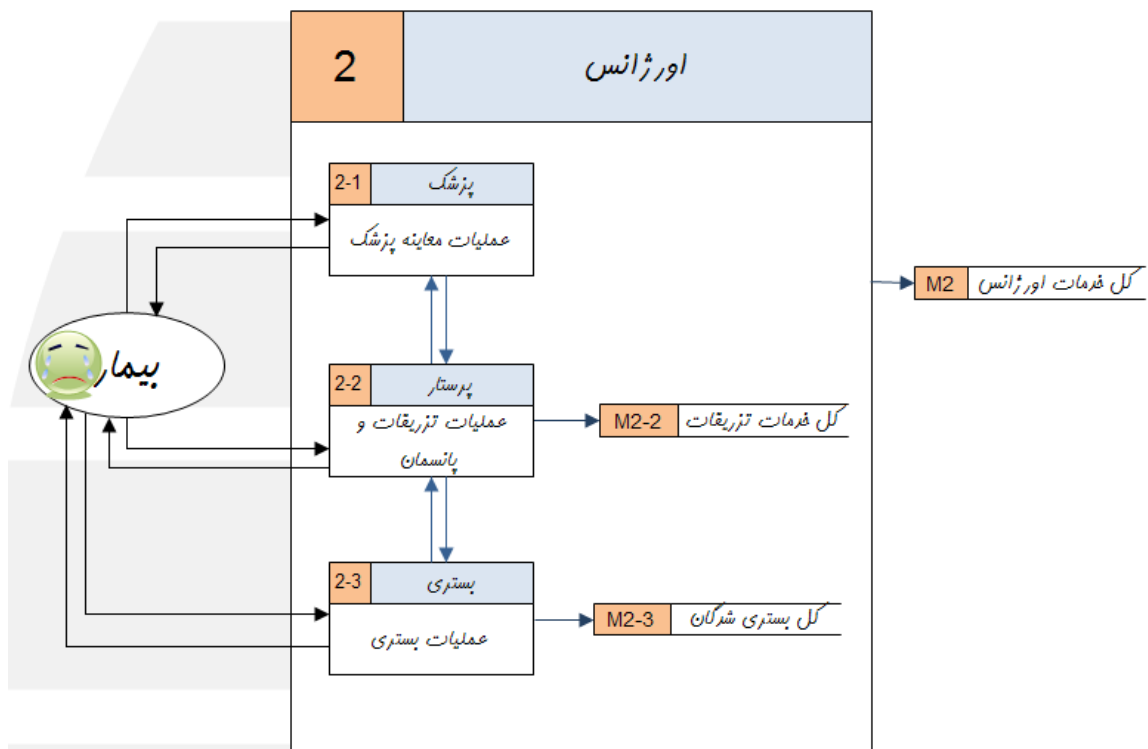 2
اورژانس
2-1
پزشک
عملیات معاینه پزشک
M2
کل خدمات اورژانس
بیمار
2-2
پرستار
عملیات تزریقات و
پانسمان
M2-2
کل خدمات تزریقات
2-3
بستری
عملیات بستری
M2-3
کل بستری شدگان